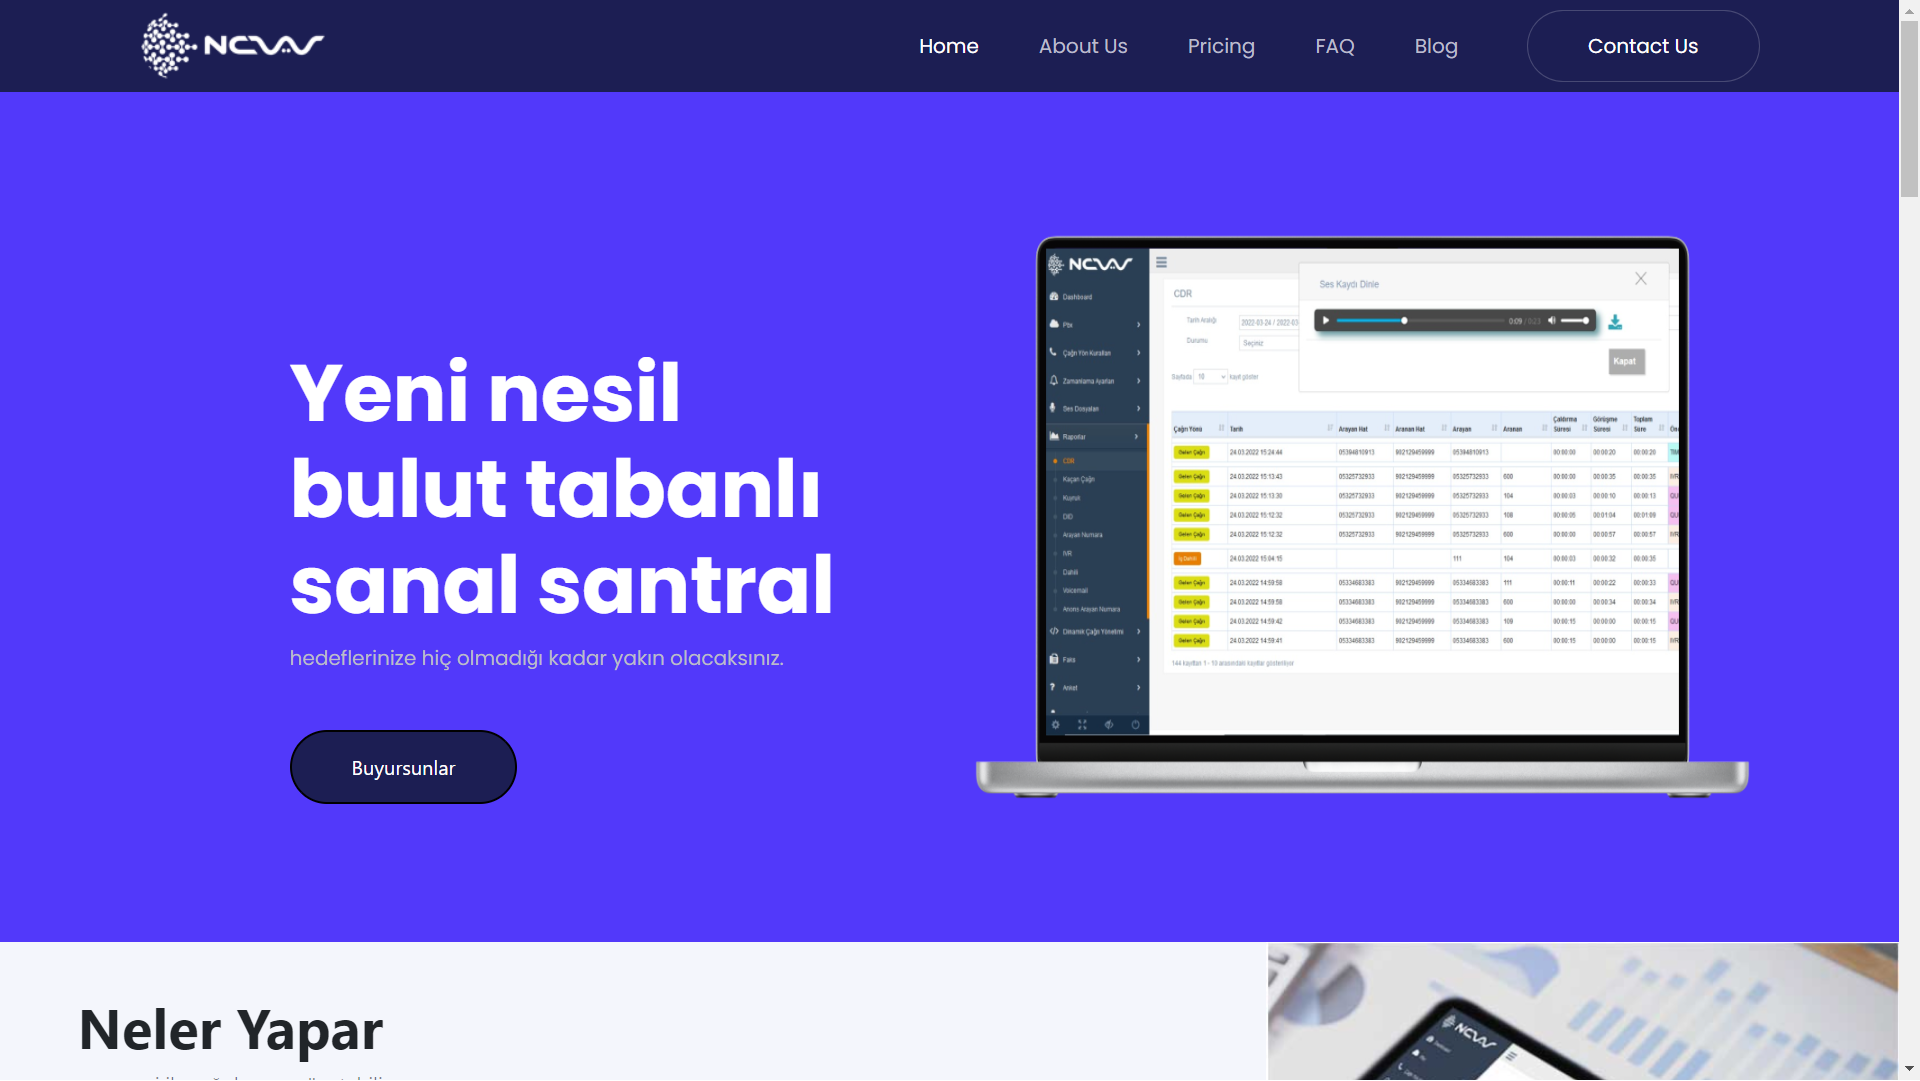 NCVAV
Home
About Us
Pricing
FAQ
Blog
Contact Us
Yeni nesil
bulut tabanlı
sanal santral
hedeflerinize hiç olmadığı kadar yakın olacaksınız.
Buyursunlar
Dashboard
Pbx
Çağrı Yön Kuralları
Zamanlama Ayarları
Ses Dosyaları
Raporlar
CDR
Kaçan Çağrı
Kuyruk
DID
Arayan Numara
IVR
Dahili
Voicemail
Anons Arayan Numara
Dinamik Çağrı Yönetimi
Faks
Anket
CDR
Tarih Aralığı
Durumu
Seçiniz
Sayfada 10 kayıt göster
Ses Kaydı Dinle
0:09 / 0:23
Kapat
Çağrı Yönü Tarih Arayan Hat Aranan Hat Arayan Aranan Çaldırma Süresi Görüşme Süresi Toplam Süre
Gelen Çağrı 24.03.2022 15:24:44 05394810913 902129459999 05394810913 00:00:00 00:00:20 00:00:20
Gelen Çağrı 24.03.2022 15:13:43 05325732933 902129459999 05325732933 600 00:00:00 00:00:35 00:00:35
Gelen Çağrı 24.03.2022 15:13:30 05325732933 902129459999 05325732933 104 00:00:03 00:00:10 00:00:13
Gelen Çağrı 24.03.2022 15:12:32 05325732933 902129459999 05325732933 108 00:00:05 00:01:04 00:01:09
Gelen Çağrı 24.03.2022 15:12:32 05325732933 902129459999 05325732933 600 00:00:00 00:00:57 00:00:57
İç Dahili 24.03.2022 15:04:15 111 104 00:00:03 00:00:32 00:00:35
Gelen Çağrı 24.03.2022 14:59:58 05334683383 902129459999 05334683383 111 00:00:11 00:00:22 00:00:33
Gelen Çağrı 24.03.2022 14:59:58 05334683383 902129459999 05334683383 600 00:00:00 00:00:34 00:00:34
Gelen Çağrı 24.03.2022 14:59:42 05334683383 902129459999 05334683383 109 00:00:15 00:00:00 00:00:15
Gelen Çağrı 24.03.2022 14:59:41 05334683383 902129459999 05334683383 600 00:00:15 00:00:00 00:00:15
144 kayıttan 1 - 10 arasındaki kayıtlar gösteriliyor
Neler Yapar